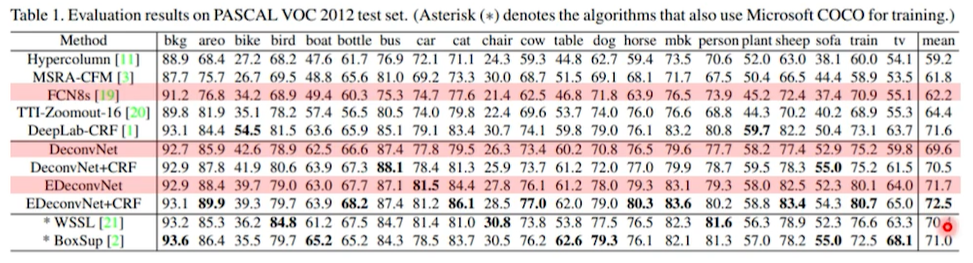 Table 1. Evaluation results on PASCAL VOC 2012 test set. (Asterisk (∗) denotes the algorithms that also use Microsoft COCO for training.)
Method bkg areo bike bird boat bottle bus car cat chair cow table dog horse mbk person plant sheep sofa train tv mean
Hypercolumn [11] 88.9 68.4 27.2 68.2 47.6 61.7 76.9 72.1 71.1 24.3 59.3 44.8 62.7 59.4 73.5 70.6 52.0 63.0 38.1 60.0 54.1 59.2
MSRA-CFM [3] 87.7 75.7 26.7 69.5 48.8 65.6 81.0 69.2 73.3 30.0 68.7 51.5 69.1 68.1 71.7 67.5 50.4 66.5 44.4 58.9 53.5 61.8
FCN8s [19] 91.2 76.8 34.2 68.9 49.4 60.3 75.3 74.7 77.6 21.4 62.5 46.8 71.8 63.9 76.5 73.9 45.2 72.4 37.4 70.9 55.1 62.2
TTI-Zoomout-16 [20] 89.8 81.9 35.1 78.2 57.4 56.5 80.5 74.0 79.8 22.4 69.6 53.7 74.0 76.0 76.6 68.8 44.3 70.2 40.2 68.9 55.3 64.4
DeepLab-CRF [1] 93.1 84.4 54.5 81.5 63.6 65.9 85.1 79.1 83.4 30.7 74.1 59.8 79.0 76.1 83.2 80.8 59.7 82.2 50.4 73.1 63.7 71.6
DeconvNet 92.7 85.9 42.6 78.9 62.5 66.6 87.4 77.8 79.5 26.3 73.4 60.2 70.8 76.5 79.6 77.7 58.2 77.4 52.9 75.2 59.8 69.6
DeconvNet+CRF 92.9 87.8 41.9 80.6 63.9 67.3 88.1 78.4 81.3 25.9 73.7 61.2 72.0 77.0 79.9 78.7 59.5 78.3 55.0 75.2 61.5 70.5
EDeconvNet 92.9 88.4 39.7 79.0 63.0 67.7 87.1 81.5 84.4 27.8 76.1 61.2 78.0 79.3 83.1 79.3 58.0 82.5 52.3 80.1 64.0 71.7
EDeconvNet+CRF 93.1 89.9 39.3 79.7 63.9 68.2 87.4 81.2 86.1 28.5 77.0 62.0 79.0 80.3 83.6 80.2 58.8 83.4 54.3 80.7 65.0 72.5
* WSSL [21] 93.2 85.3 36.2 84.8 61.2 67.5 84.7 81.4 81.0 30.8 73.8 53.8 77.5 76.5 82.3 81.6 56.3 78.9 52.3 76.6 63.3
* BoxSup [2] 93.6 86.4 35.5 79.7 65.2 65.2 84.3 78.5 83.7 30.5 76.2 62.6 79.3 76.1 82.1 81.3 57.0 78.2 55.0 72.5 68.1 71.0